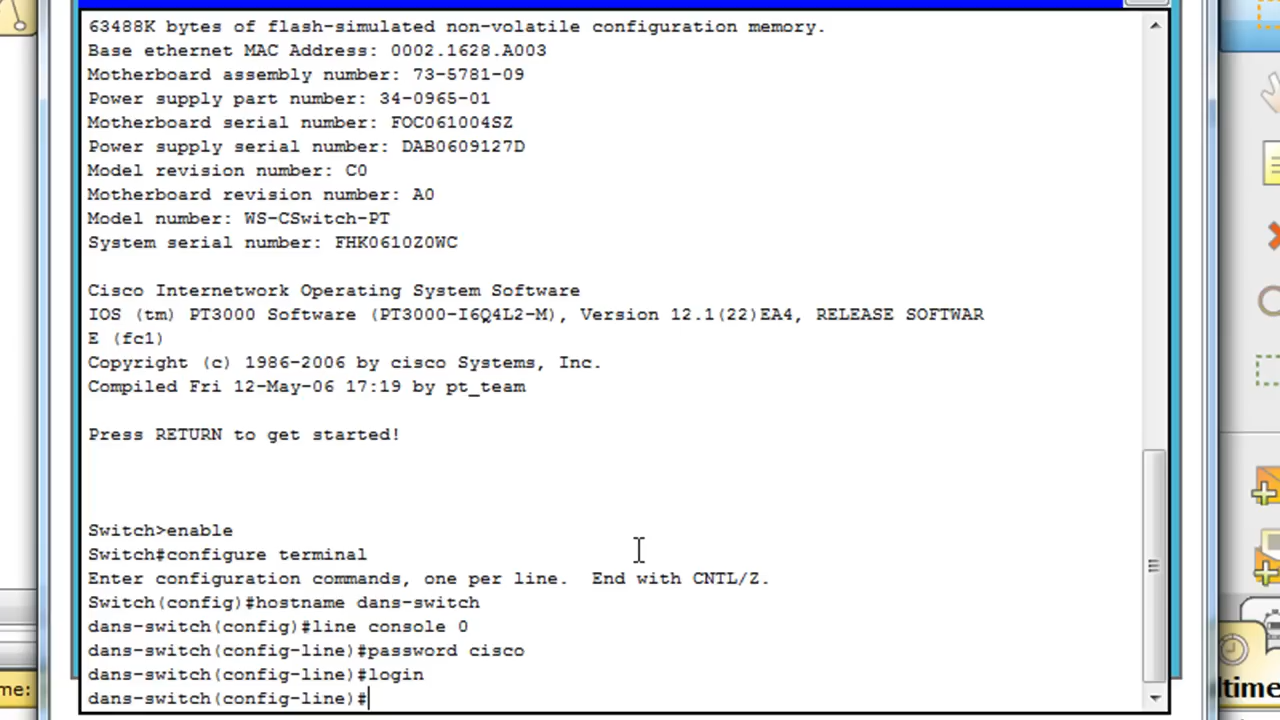 63488K bytes of flash-simulated non-volatile configuration memory.
Base ethernet MAC Address: 0002.1628.A003
Motherboard assembly number: 73-5781-09
Power supply part number: 34-0965-01
Motherboard serial number: FOC061004SZ
Power supply serial number: DAB0609127D
Model revision number: C0
Motherboard revision number: A0
Model number: WS-CSwitch-PT
System serial number: FHK0610Z0WC
Cisco Internetwork Operating System Software
IOS (tm) PT3000 Software (PT3000-I6Q4L2-M), Version 12.1(22)EA4, RELEASE SOFTWAR
E (fc1)
Copyright (c) 1986-2006 by cisco Systems, Inc.
Compiled Fri 12-May-06 17:19 by pt_team
Press RETURN to get started!
Switch>enable
Switch#configure terminal
Enter configuration commands, one per line.  End with CNTL/Z.
Switch(config)#hostname dans-switch
dans-switch(config)#line console 0
dans-switch(config-line)#password cisco
dans-switch(config-line)#login
dans-switch(config-line)#
me:
ltime